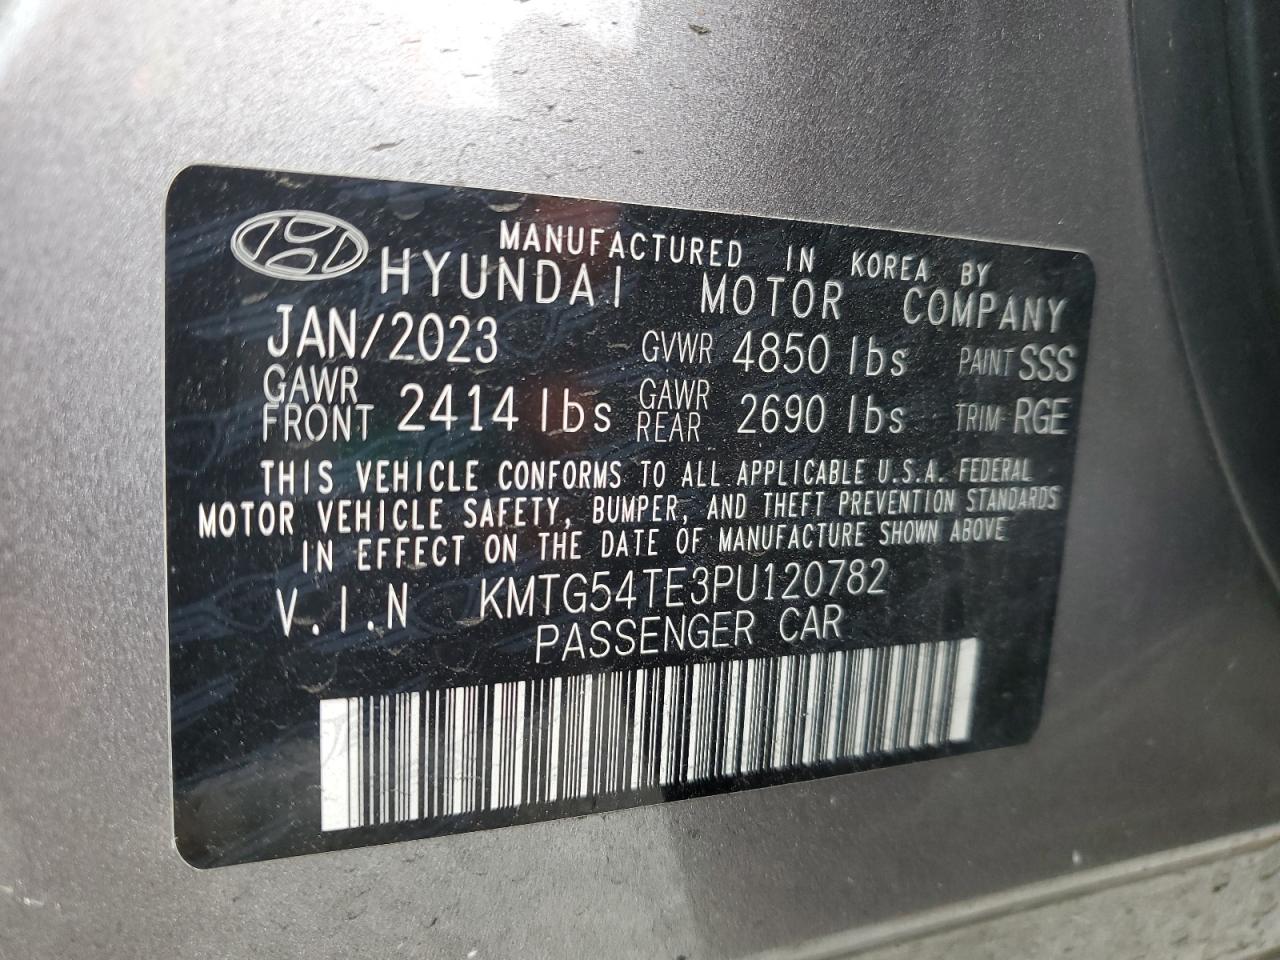 MANUFACTURED IN KOREA BY
HYUNDAI MOTOR COMPANY
JAN/2023 GVWR 4850 lbs PAINT SSS
GAWR FRONT 2414 lbs GAWR REAR 2690 lbs TRIM RGE
THIS VEHICLE CONFORMS TO ALL APPLICABLE U.S.A. FEDERAL
MOTOR VEHICLE SAFETY, BUMPER, AND THEFT PREVENTION STANDARDS
IN EFFECT ON THE DATE OF MANUFACTURE SHOWN ABOVE
V.I.N KMTG54TE3PU120782
PASSENGER CAR